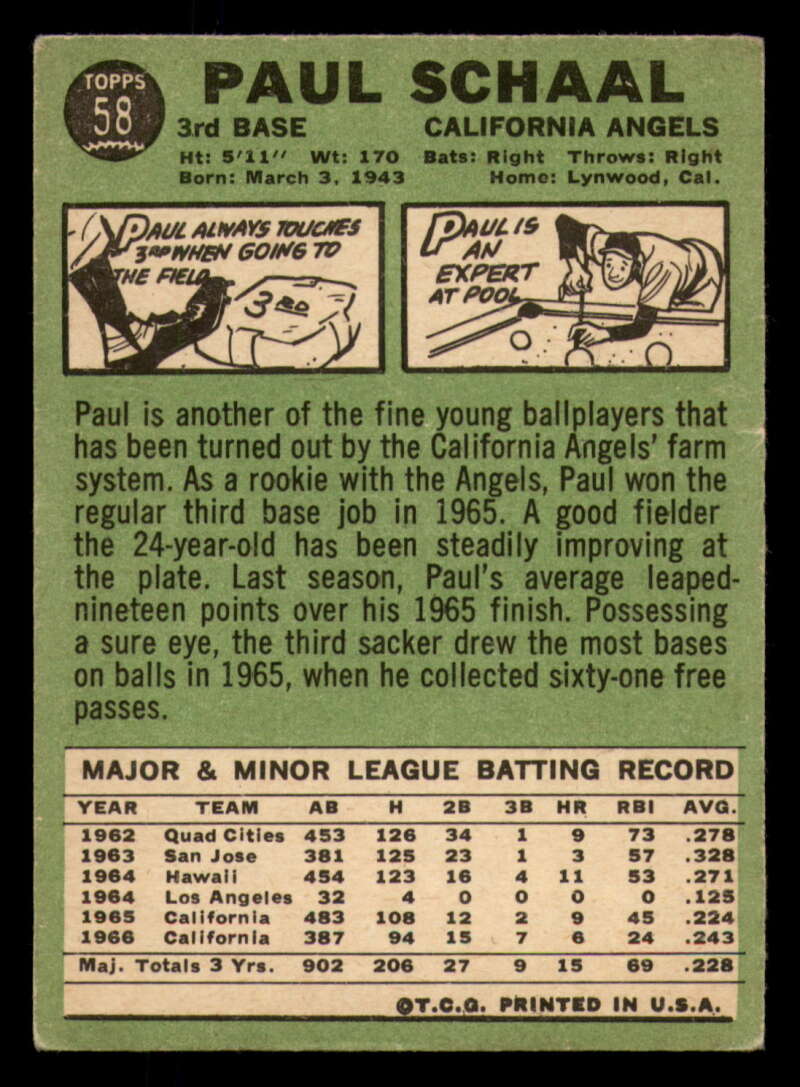 TOPPS
58
PAUL SCHAAL
3rd BASE CALIFORNIA ANGELS
Ht: 5'11" Wt: 170 Bats: Right Throws: Right
Born: March 3, 1943 Home: Lynwood, Cal.
PAUL ALWAYS TOUCHES
3RD WHEN GOING TO
THE FIELD
3RD
PAUL IS
AN
EXPERT
AT POOL
Paul is another of the fine young ballplayers that
has been turned out by the California Angels' farm
system. As a rookie with the Angels, Paul won the
regular third base job in 1965. A good fielder
the 24-year-old has been steadily improving at
the plate. Last season, Paul's average leaped-
nineteen points over his 1965 finish. Possessing
a sure eye, the third sacker drew the most bases
on balls in 1965, when he collected sixty-one free
passes.
MAJOR & MINOR LEAGUE BATTING RECORD
YEAR TEAM AB H 2B 3B HR RBI AVG.
1962 Quad Cities 453 126 34 1 9 73 .278
1963 San Jose 381 125 23 1 3 57 .328
1964 Hawaii 454 123 16 4 11 53 .271
1964 Los Angeles 32 4 0 0 0 0 .125
1965 California 483 108 12 2 9 45 .224
1966 California 387 94 15 7 6 24 .243
Maj. Totals 3 Yrs. 902 206 27 9 15 69 .228
©T.C.G. PRINTED IN U.S.A.